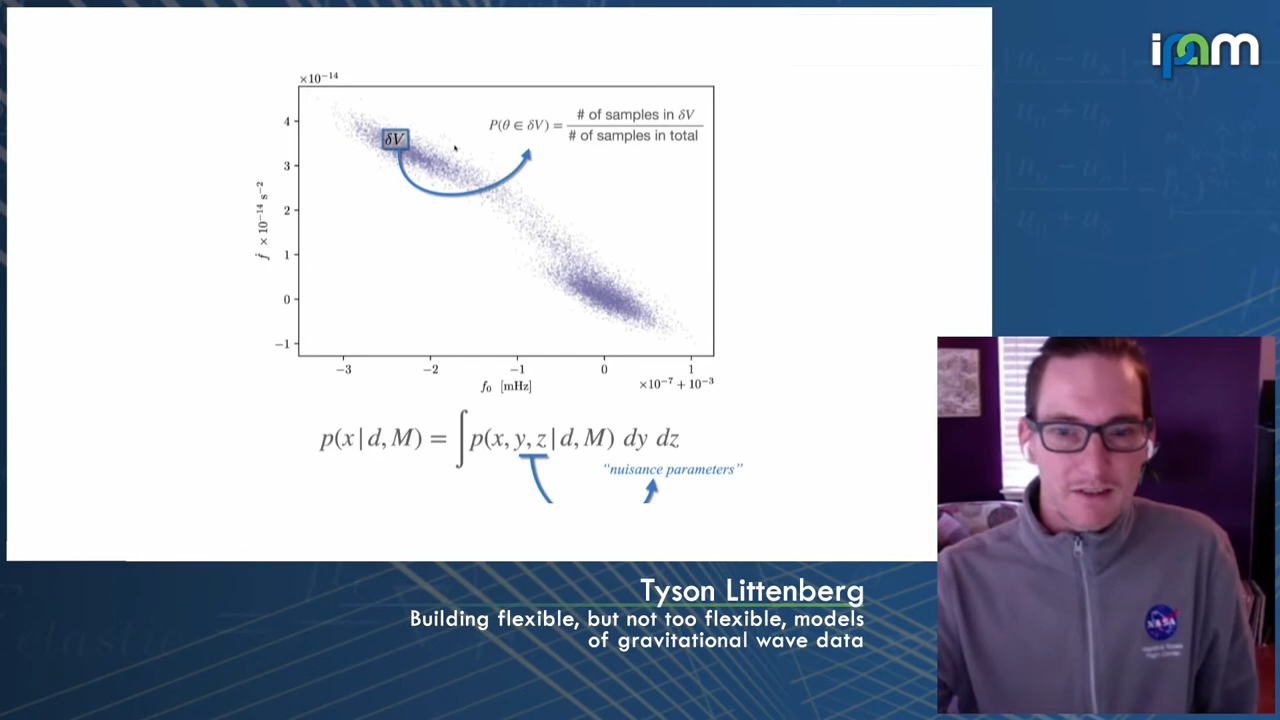 ipam
×10⁻¹⁴
P(θ ∈ δV) = # of samples in δV / # of samples in total
δV
4
3
2
1
0
−1
ḟ ×10⁻¹⁴ s⁻²
−3 −2 −1 0 1
f₀ [mHz]
×10⁻⁷ + 10⁻³
p(x|d, M) = ∫ p(x, y, z|d, M) dy dz
“nuisance parameters”
Tyson Littenberg
Building flexible, but not too flexible, models
of gravitational wave data
NASA